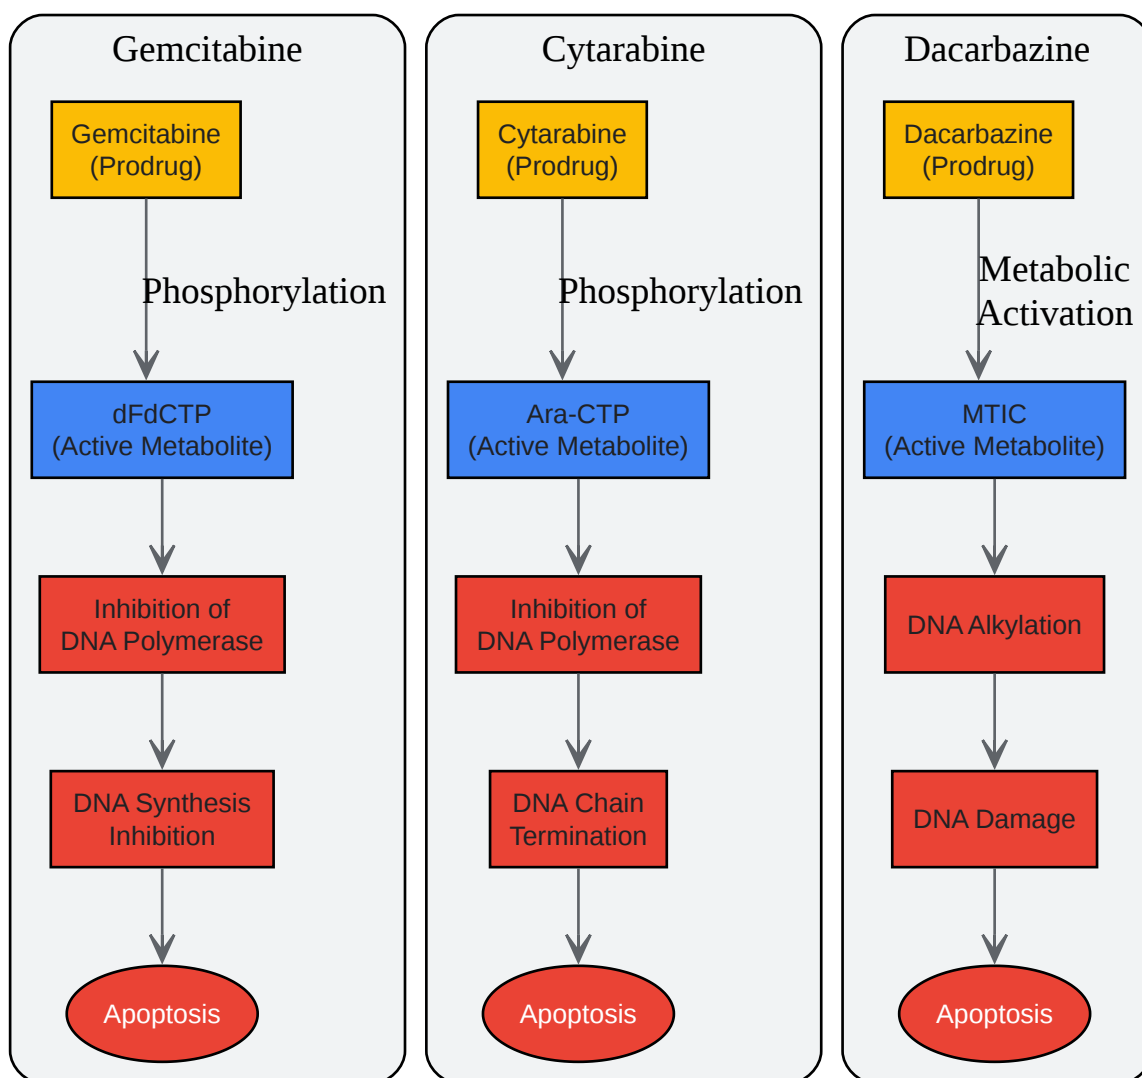 Gemcitabine
Gemcitabine
(Prodrug)
Phosphorylation
dFdCTP
(Active Metabolite)
Inhibition of
DNA Polymerase
DNA Synthesis
Inhibition
Apoptosis
Cytarabine
Cytarabine
(Prodrug)
Phosphorylation
Ara-CTP
(Active Metabolite)
Inhibition of
DNA Polymerase
DNA Chain
Termination
Apoptosis
Dacarbazine
Dacarbazine
(Prodrug)
Metabolic
Activation
MTIC
(Active Metabolite)
DNA Alkylation
DNA Damage
Apoptosis